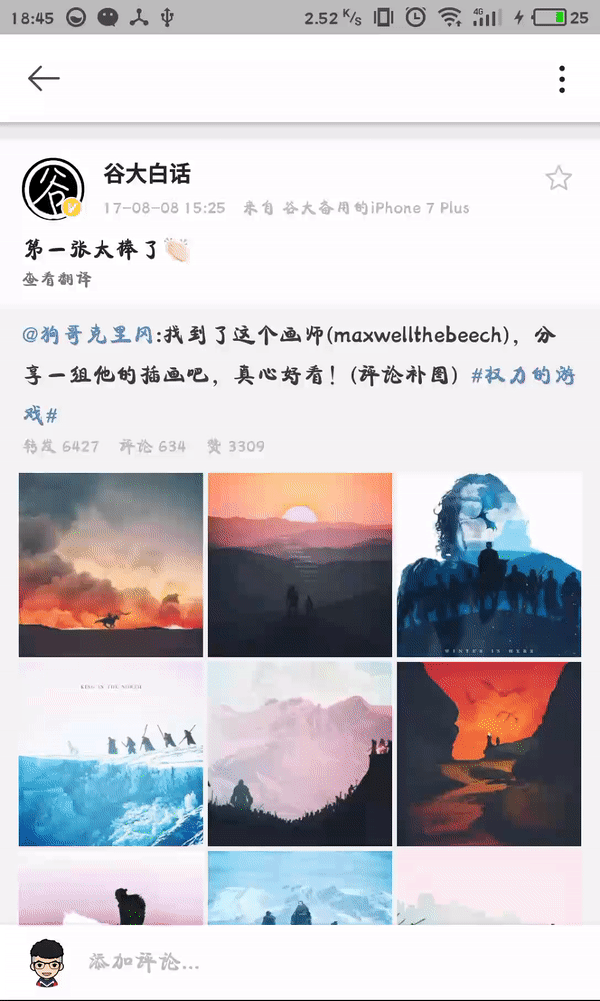 18:45 2.52 K/s 4G 25
谷 谷大白话
17-08-08 15:25 来自 谷大备用的iPhone 7 Plus
第一张太棒了👏🏻
查看翻译
@狗哥克里冈:找到了这个画师(maxwellthebeech)，分
享一组他的插画吧，真心好看！(评论补图) #权力的游
戏#
转发 6427 评论 634 赞 3309
WINTER IS HERE
KING IN THE NORTH
添加评论...